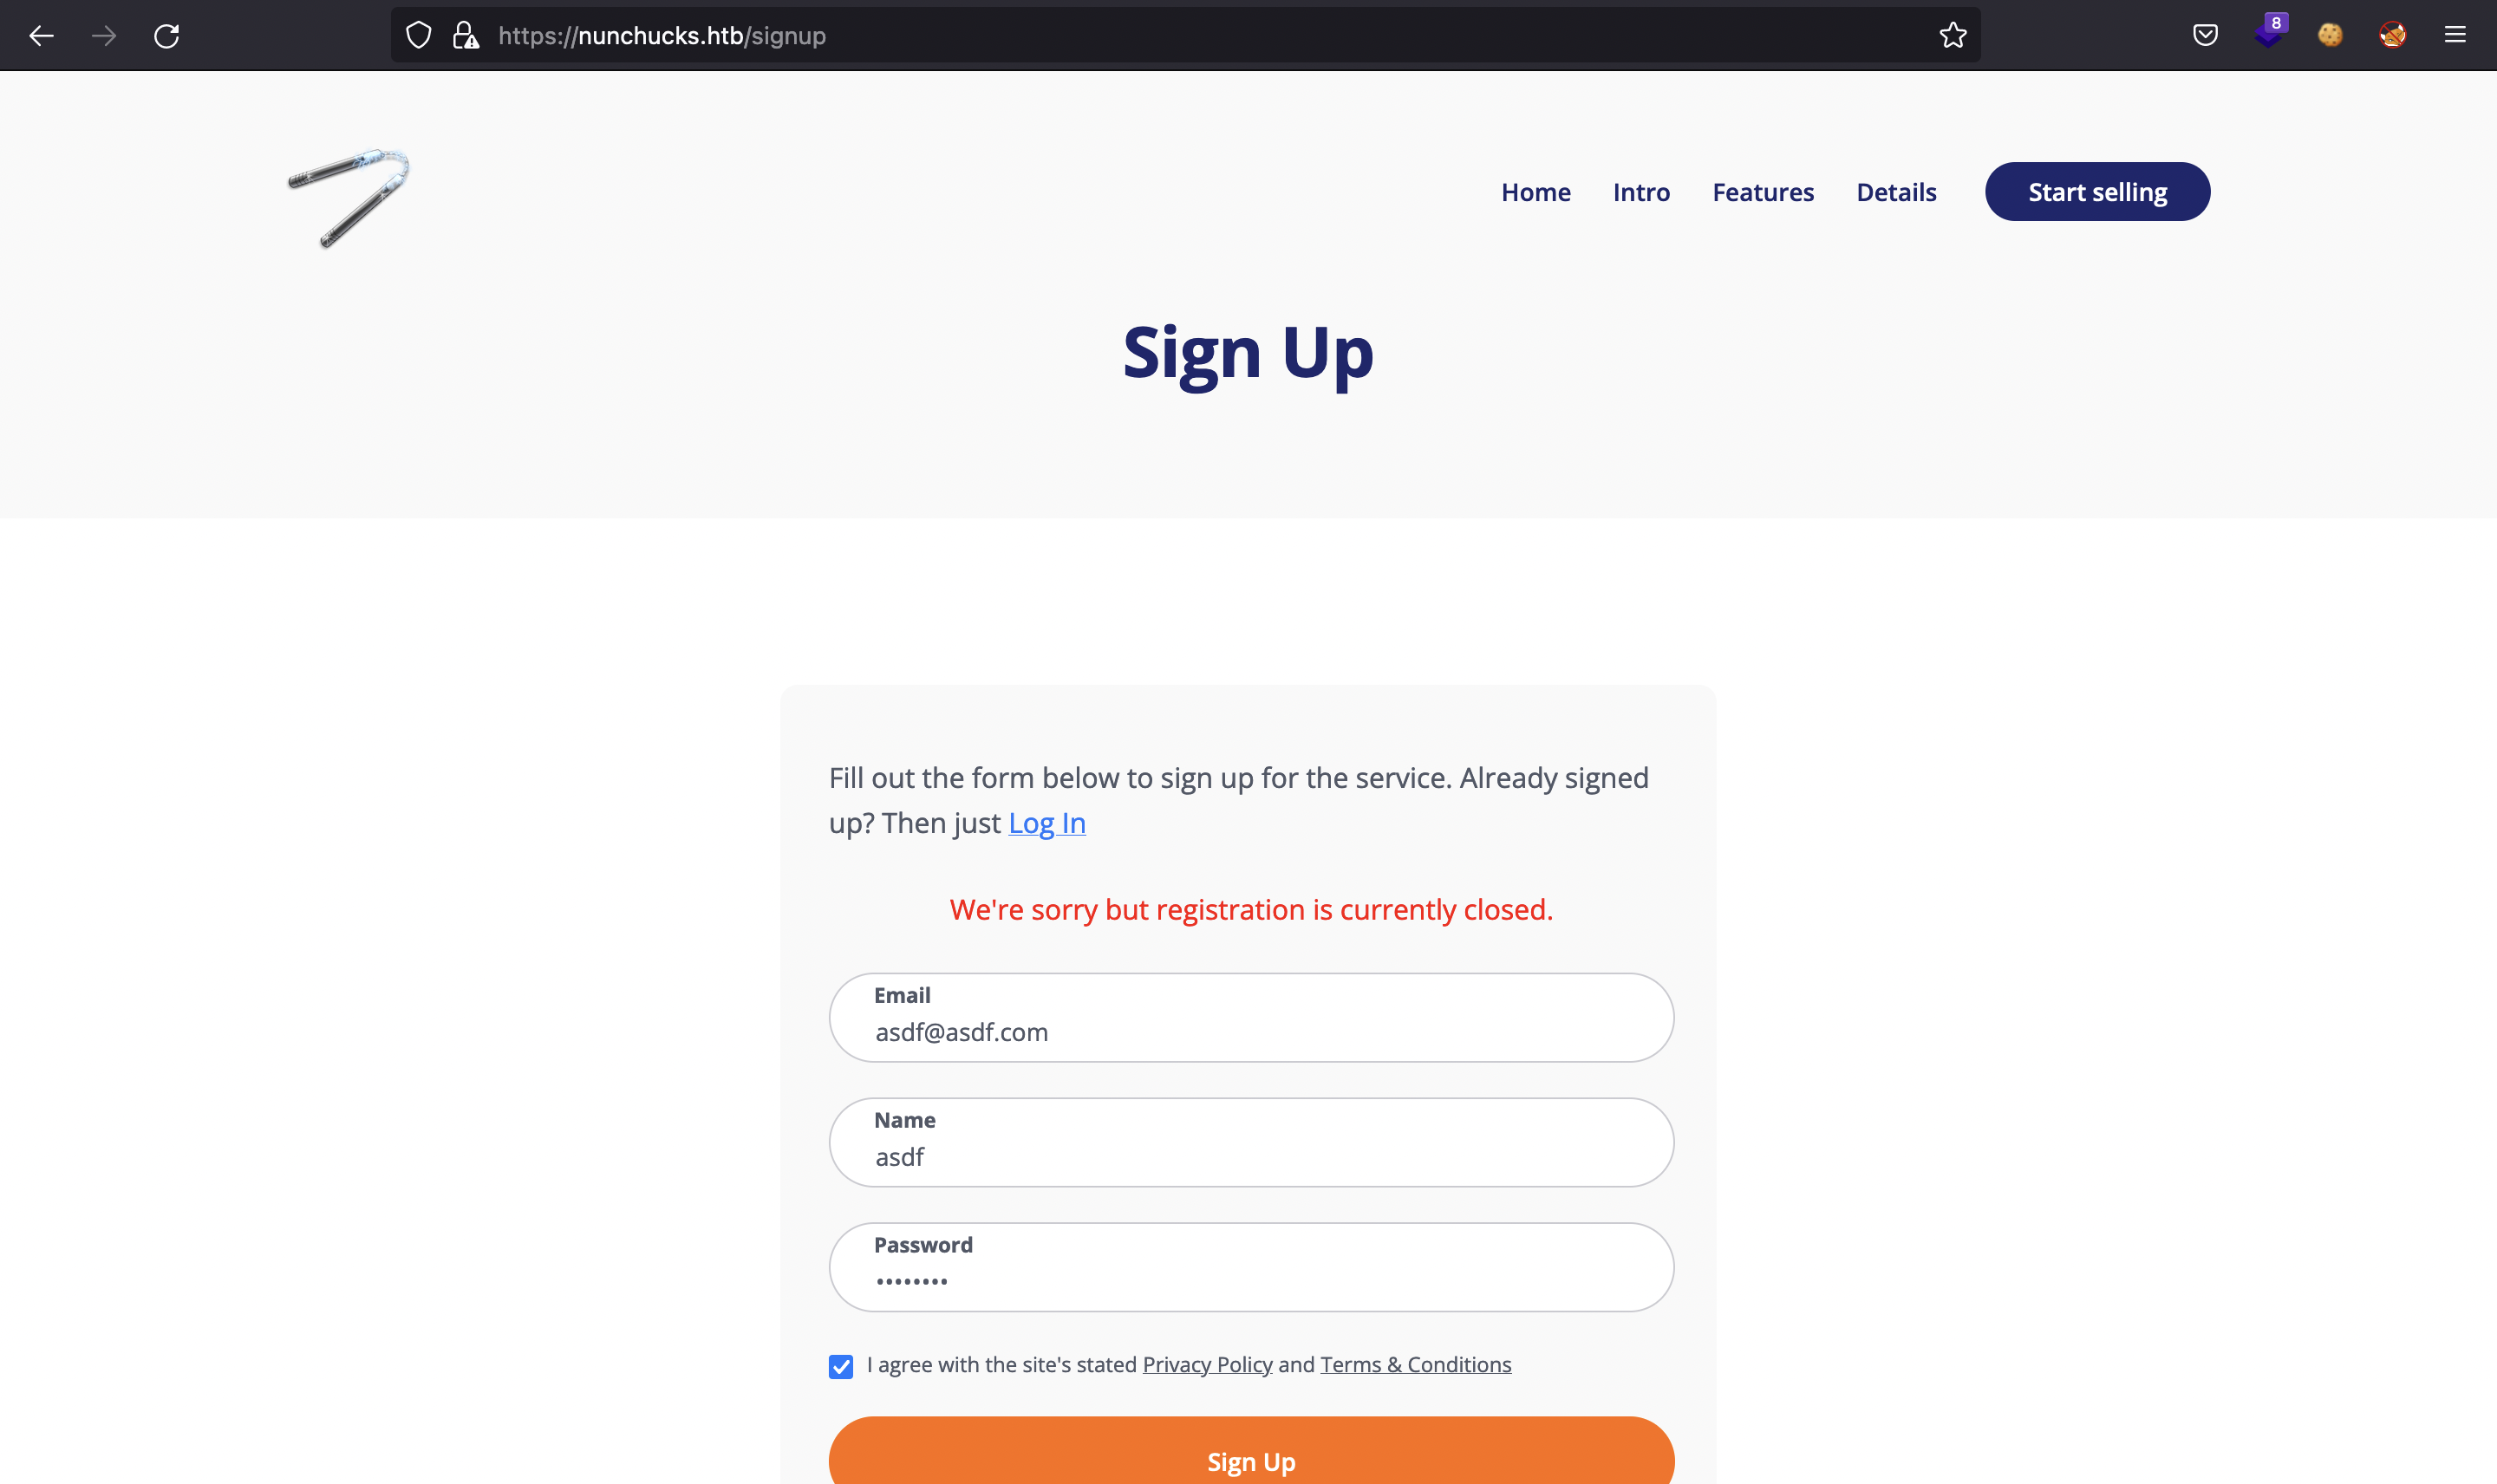 https://nunchucks.htb/signup
8
Home Intro Features Details Start selling
Sign Up
Fill out the form below to sign up for the service. Already signed
up? Then just Log In
We're sorry but registration is currently closed.
Email
asdf@asdf.com
Name
asdf
Password
••••••••
I agree with the site's stated Privacy Policy and Terms & Conditions
Sign Up